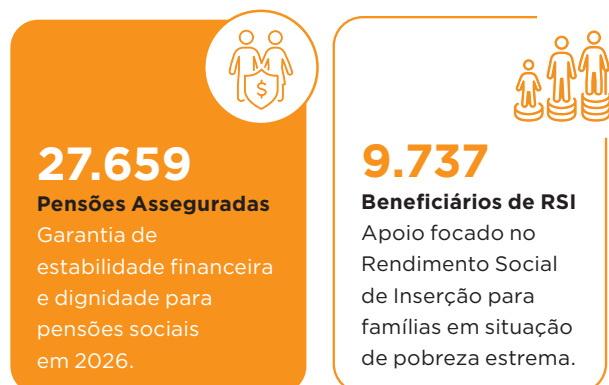 $
27.659
Pensões Asseguradas
Garantia de
estabilidade financeira
e dignidade para
pensões sociais
em 2026.
9.737
Beneficiários de RSI
Apoio focado no
Rendimento Social
de Inserção para
famílias em situação
de pobreza estrema.